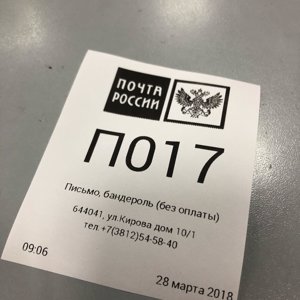 ПОЧТА
РОССИИ
П017
Письмо, бандероль (без оплаты)
644041, ул.Кирова дом 10/1
тел.+7(3812)54-58-40
09:06
28 марта 2018